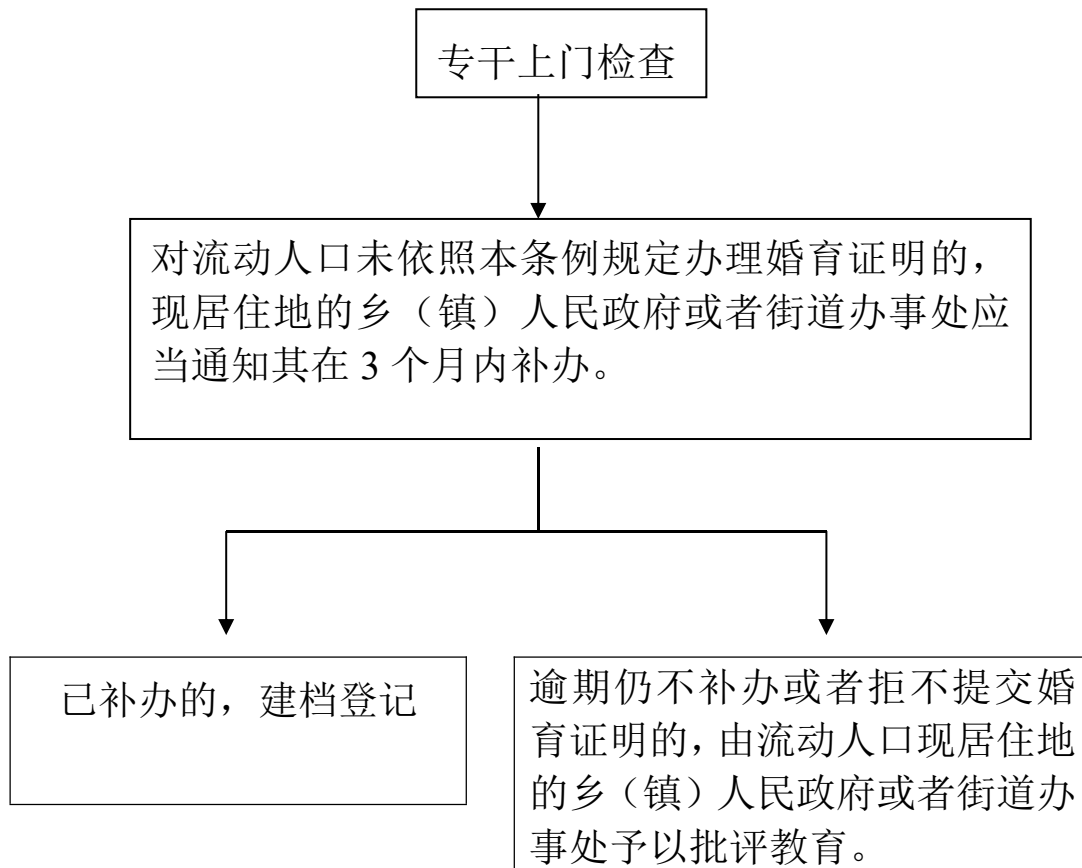 专干上门检查
对流动人口未依照本条例规定办理婚育证明的，
现居住地的乡（镇）人民政府或者街道办事处应
当通知其在 3 个月内补办。
已补办的，建档登记
逾期仍不补办或者拒不提交婚
育证明的，由流动人口现居住地
的乡（镇）人民政府或者街道办
事处予以批评教育。